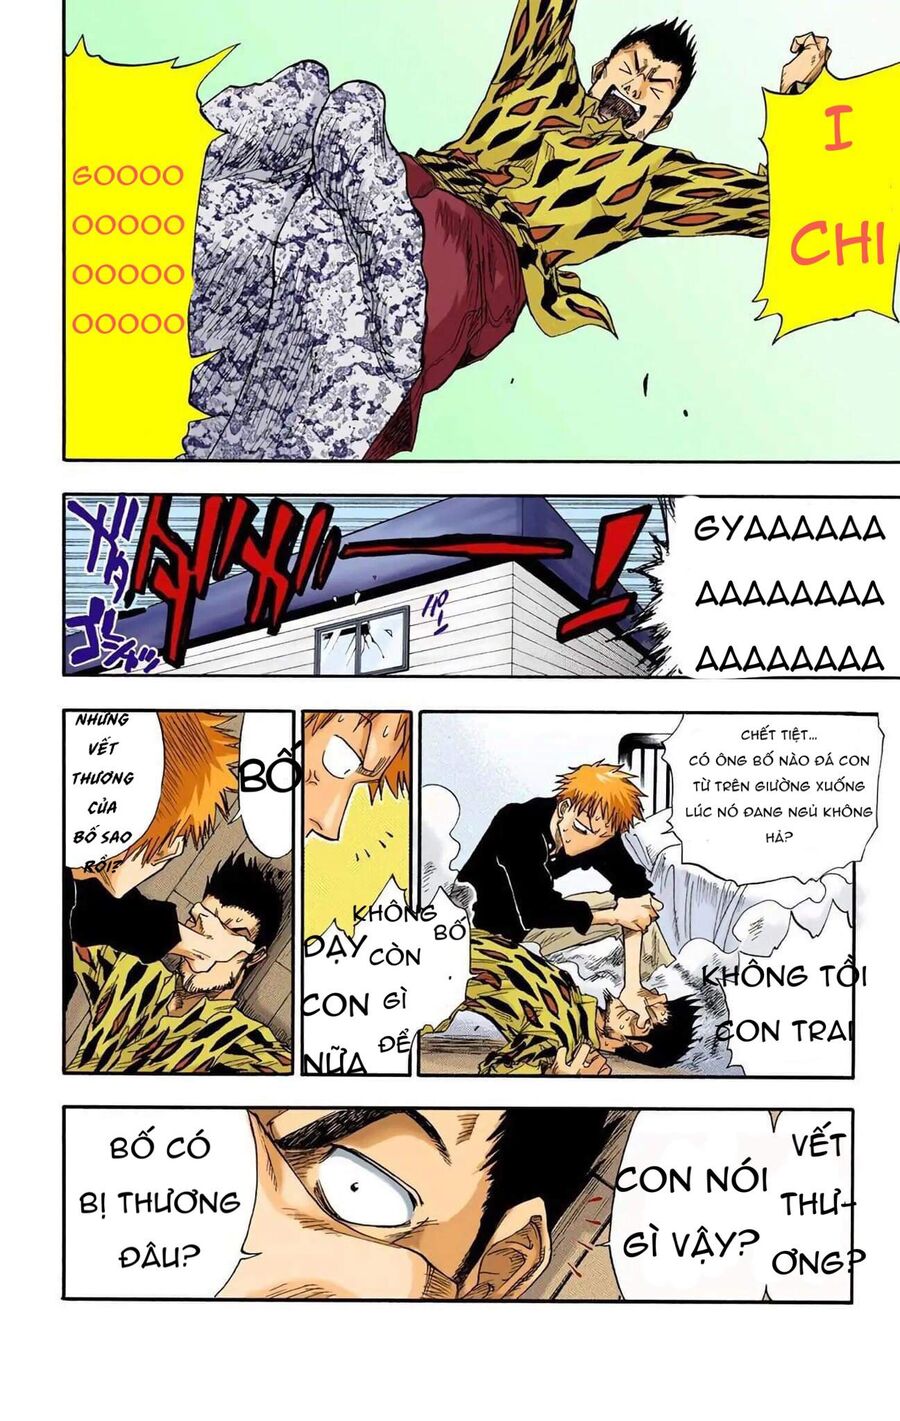 I
CHI
GOOOO
OOOOO
OOOOO
OOOOO
GYAAAAAA
AAAAAAAA
AAAAAAAA
CHẾT TIỆT...
CÓ ÔNG BỐ NÀO ĐÁ CON
TỪ TRÊN GIƯỜNG XUỐNG
LÚC NÓ ĐANG NGỦ KHÔNG
HẢ?
KHÔNG TỒI
CON TRAI
BỐ
KHÔNG
CÒN
GÌ
ĐỂ
DẠY
CON
NỮA
BỐ
NHƯNG
VẾT
THƯƠNG
CỦA
BỐ SAO
RỒI?
VẾT
THƯ-
ƠNG?
CON NÓI
GÌ VẬY?
BỐ CÓ
BỊ THƯƠNG
ĐÂU?